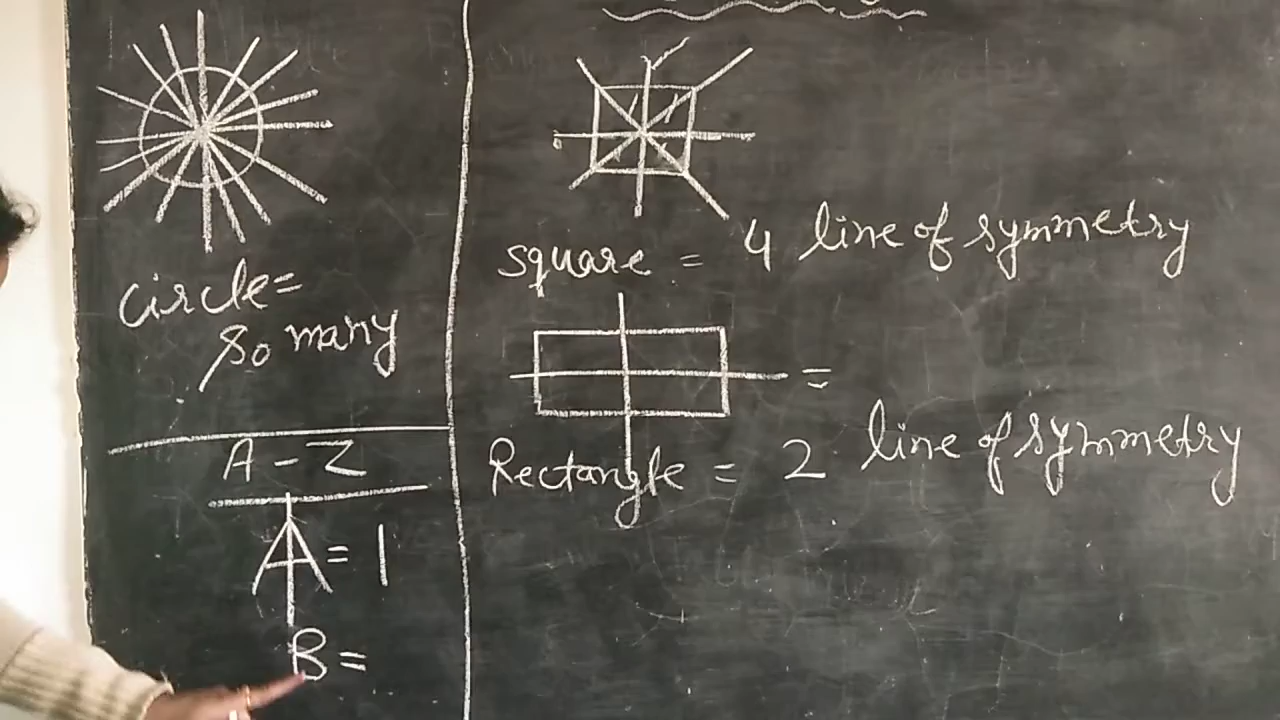 circle =
so many
A - Z
A = 1
B =
square = 4 line of symmetry
=
Rectangle = 2 line of symmetry